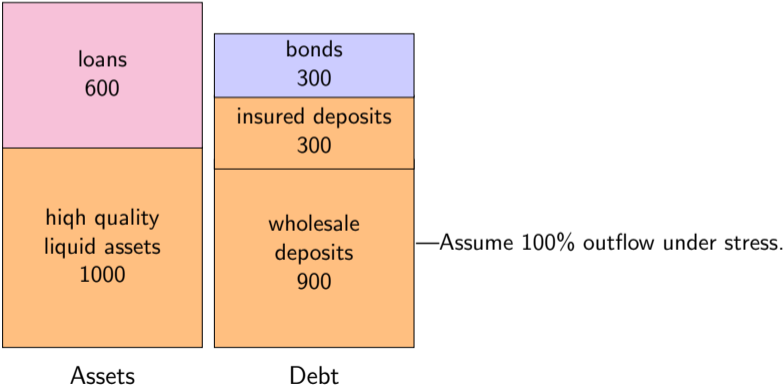 loans
600
hiqh quality
liquid assets
1000
Assets
bonds
300
insured deposits
300
wholesale
deposits
900
Debt
Assume 100% outflow under stress.